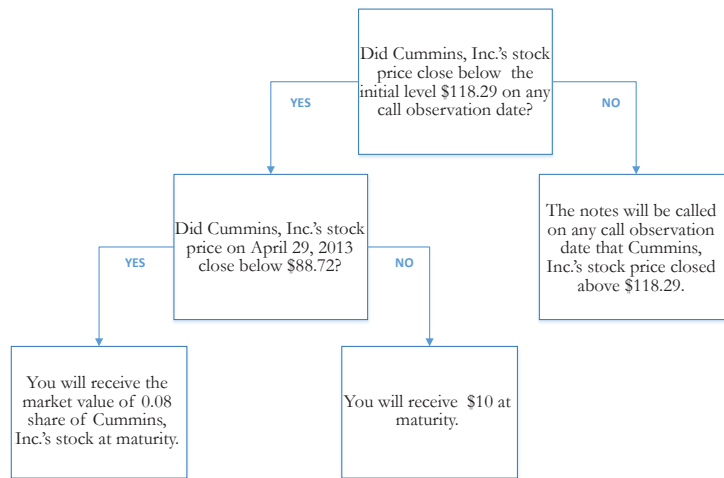 Did Cummins, Inc.'s stock
price close below the
initial level $118.29 on any
call observation date?
YES
NO
Did Cummins, Inc.'s stock
price on April 29, 2013
close below $88.72?
The notes will be called
on any call observation
date that Cummins,
Inc.'s stock price closed
above $118.29.
YES
NO
You will receive the
market value of 0.08
share of Cummins,
Inc.'s stock at maturity.
You will receive $10 at
maturity.